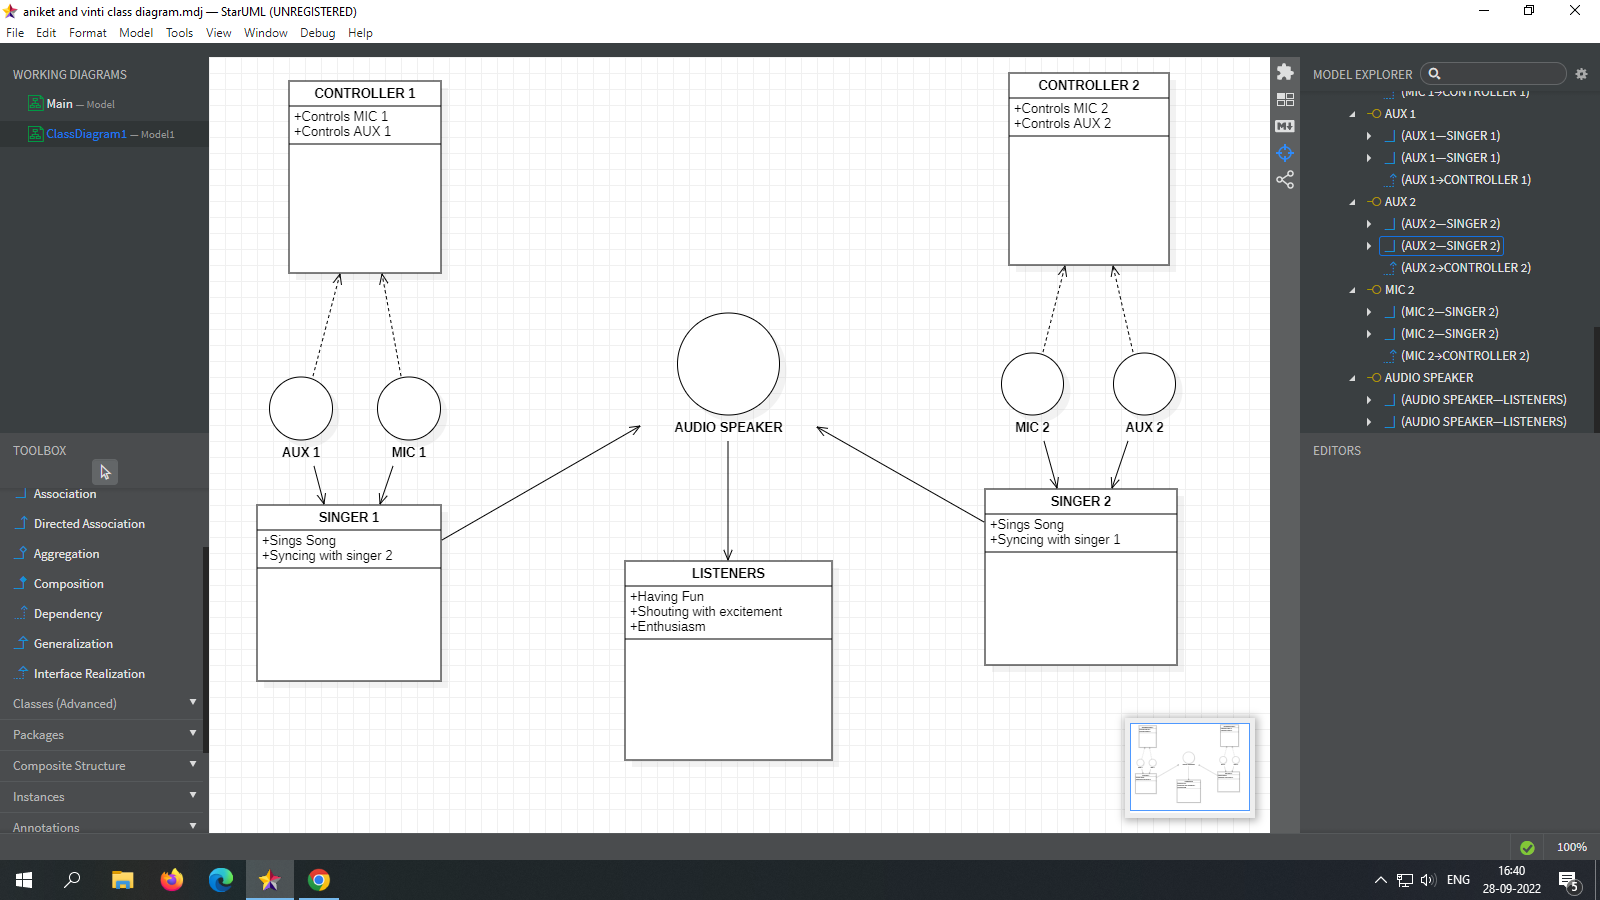 aniket and vinti class diagram.mdj — StarUML (UNREGISTERED)
File Edit Format Model Tools View Window Debug Help
WORKING DIAGRAMS
Main — Model
ClassDiagram1 — Model1
TOOLBOX
Association
Directed Association
Aggregation
Composition
Dependency
Generalization
Interface Realization
Classes (Advanced)
Packages
Composite Structure
Instances
Annotations
CONTROLLER 1
+Controls MIC 1
+Controls AUX 1
CONTROLLER 2
+Controls MIC 2
+Controls AUX 2
AUX 1
MIC 1
AUDIO SPEAKER
MIC 2
AUX 2
SINGER 1
+Sings Song
+Syncing with singer 2
LISTENERS
+Having Fun
+Shouting with excitement
+Enthusiasm
SINGER 2
+Sings Song
+Syncing with singer 1
MODEL EXPLORER
(MIC 1→CONTROLLER 1)
AUX 1
(AUX 1—SINGER 1)
(AUX 1—SINGER 1)
(AUX 1→CONTROLLER 1)
AUX 2
(AUX 2—SINGER 2)
(AUX 2—SINGER 2)
(AUX 2→CONTROLLER 2)
MIC 2
(MIC 2—SINGER 2)
(MIC 2—SINGER 2)
(MIC 2→CONTROLLER 2)
AUDIO SPEAKER
(AUDIO SPEAKER—LISTENERS)
(AUDIO SPEAKER—LISTENERS)
EDITORS
100%
ENG
16:40
28-09-2022
5